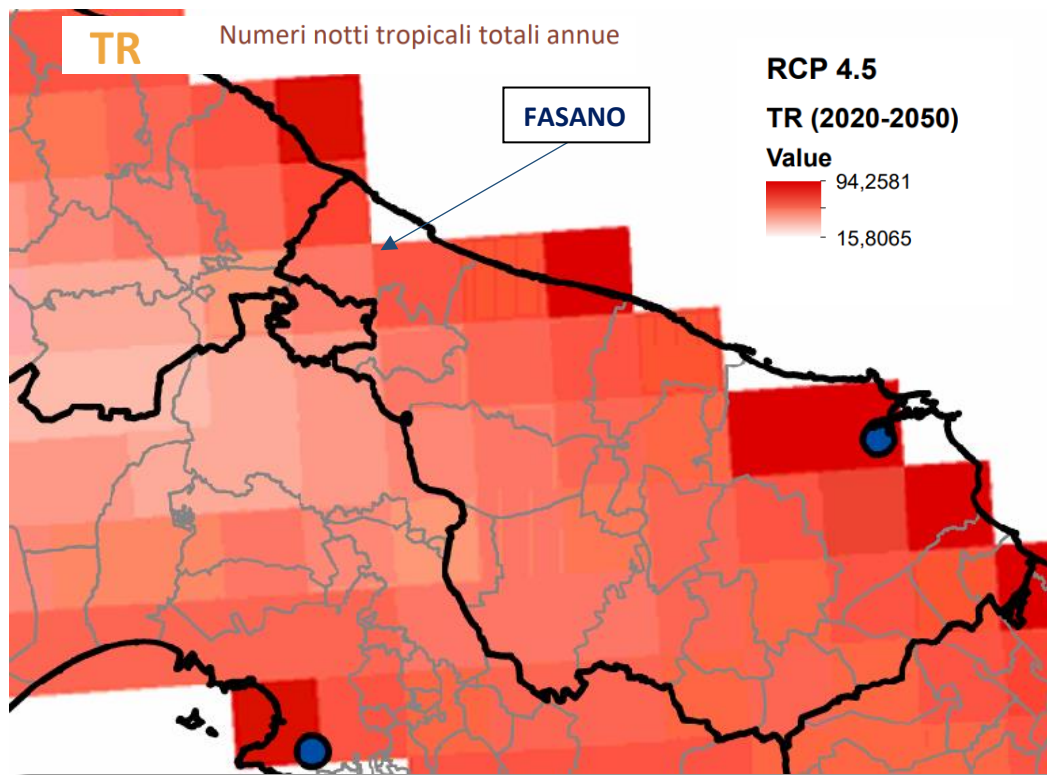 TR
Numeri notti tropicali totali annue
FASANO
RCP 4.5
TR (2020-2050)
Value
94,2581
15,8065